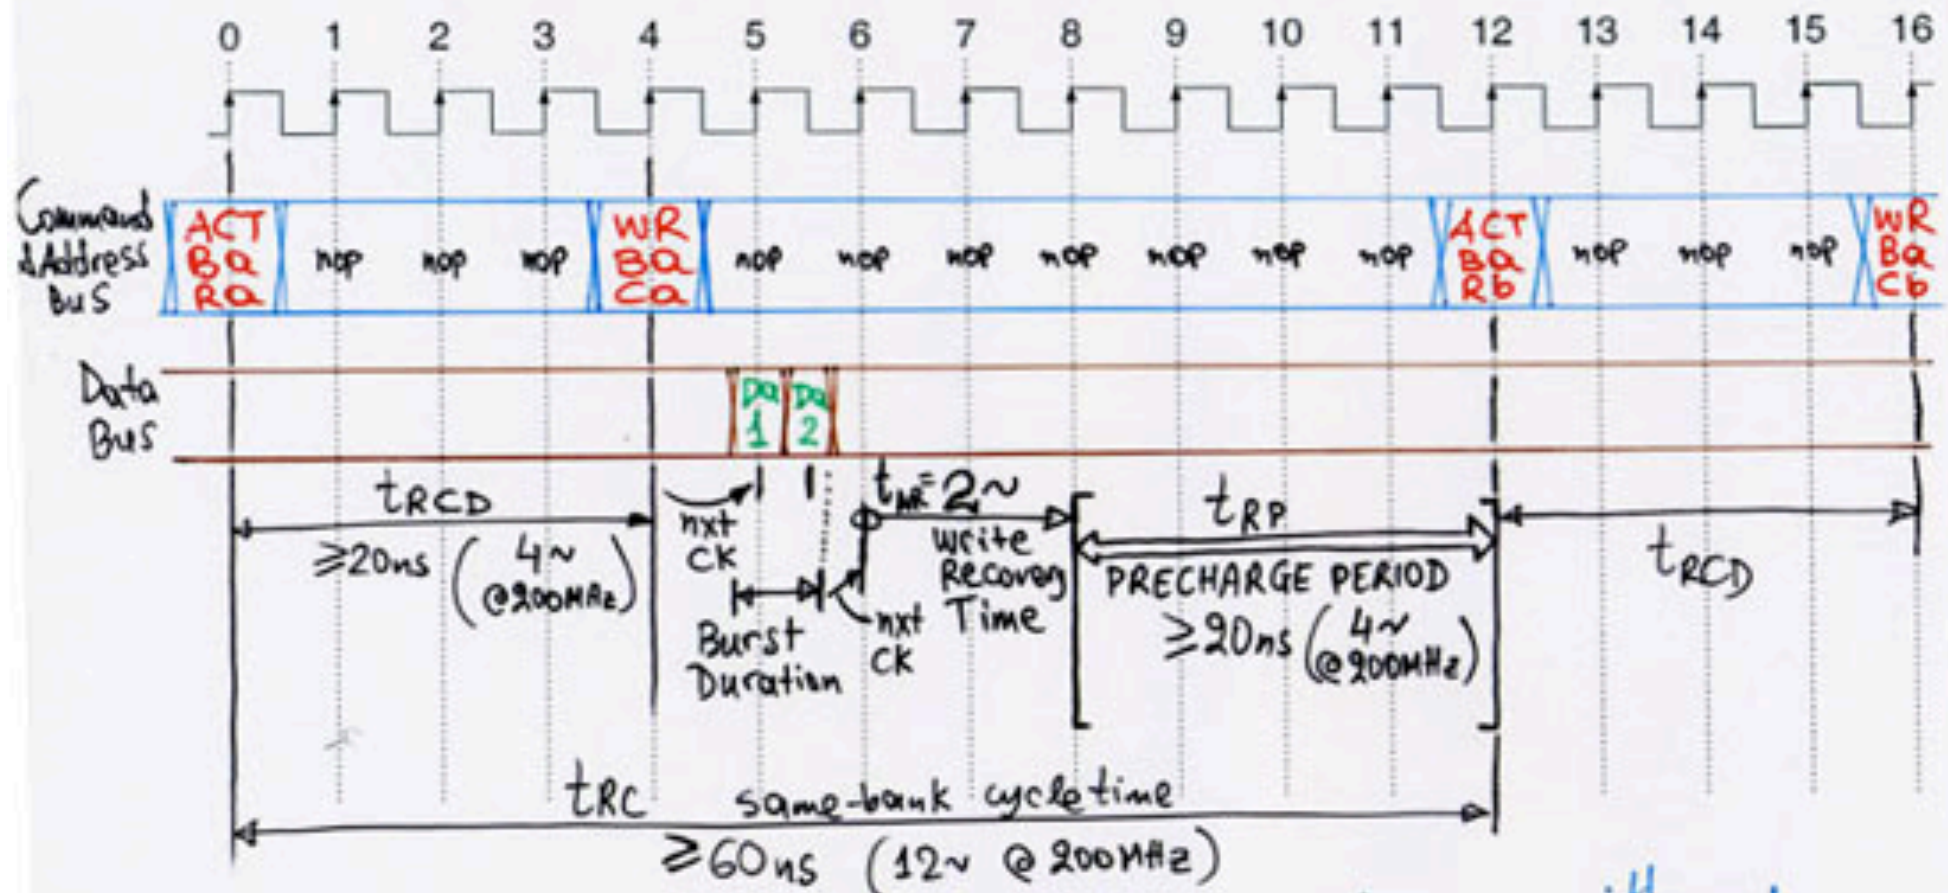 0 1 2 3 4 5 6 7 8 9 10 11 12 13 14 15 16
Command
&Address
Bus
ACT
Ba
Ra
nop nop nop
WR
Ba
Ca
nop nop nop nop nop nop nop
ACT
Ba
Rb
nop nop nop
WR
Ba
Cb
Data
Bus
Da
1
Da
2
tRCD
≥20ns (4~
@200MHz)
nxt
CK
Burst
Duration
nxt
CK
tWR=2~
Write
Recovery
Time
tRP
PRECHARGE PERIOD
≥20ns (4~
@200MHz)
tRCD
tRC same-bank cycle time
≥60ns (12~ @ 200MHz)